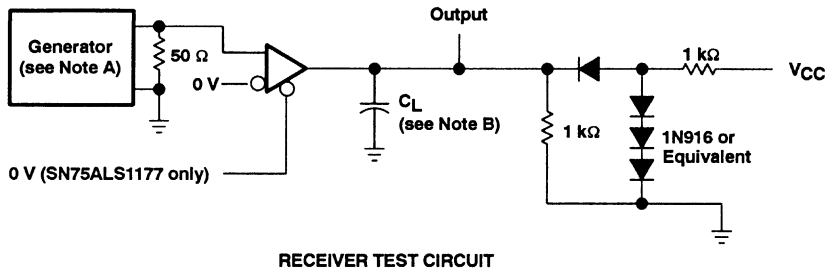 Output
Generator
(see Note A)
50 Ω
0 V
1 kΩ
VCC
CL
(see Note B)
1 kΩ
1N916 or
Equivalent
0 V (SN75ALS1177 only)
RECEIVER TEST CIRCUIT